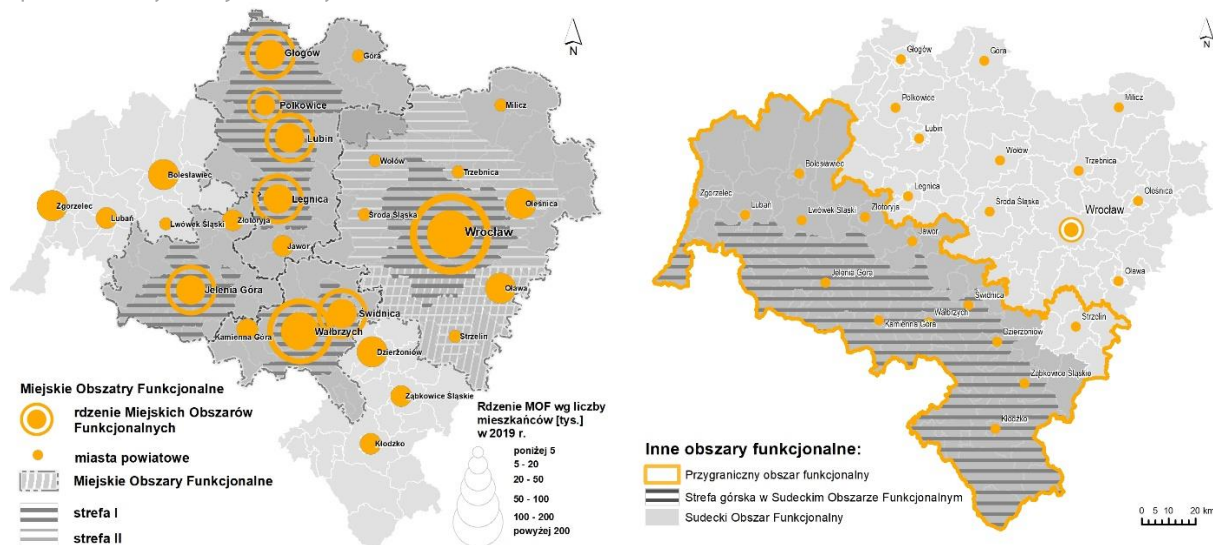 N
Głogów
Góra
Polkowice
Milicz
Lubin
Wołów
Trzebnica
Bolesławiec
Zgorzelec
Lubań
Lwówek Śląski
Złotoryja
Legnica
Środa Śląska
Oleśnica
Wrocław
Jawor
Jelenia Góra
Oława
Świdnica
Kamienna Góra
Wałbrzych
Strzelin
Dzierżoniów
Ząbkowice Śląskie
Kłodzko
Miejskie Obszatry Funkcjonalne
rdzenie Miejskich Obszarów
Funkcjonalnych
miasta powiatowe
Miejskie Obszary Funkcjonalne
strefa I
strefa II
Rdzenie MOF wg liczby
mieszkańców [tys.]
w 2019 r.
poniżej 5
5 - 20
20 - 50
50 - 100
100 - 200
powyżej 200
N
Głogów
Góra
Polkowice
Milicz
Lubin
Wołów
Trzebnica
Bolesławiec
Zgorzelec
Legnica
Oleśnica
Lubań
Lwówek Śląski
Złotoryja
Środa Śląska
Wrocław
Jawor
Jelenia Góra
Oława
Świdnica
Kamienna Góra
Wałbrzych
Strzelin
Dzierżoniów
Ząbkowice Śląskie
Kłodzko
Inne obszary funkcjonalne:
Przygraniczny obszar funkcjonalny
Strefa górska w Sudeckim Obszarze Funkcjonalnym
Sudecki Obszar Funkcjonalny
0 5 10 20 km